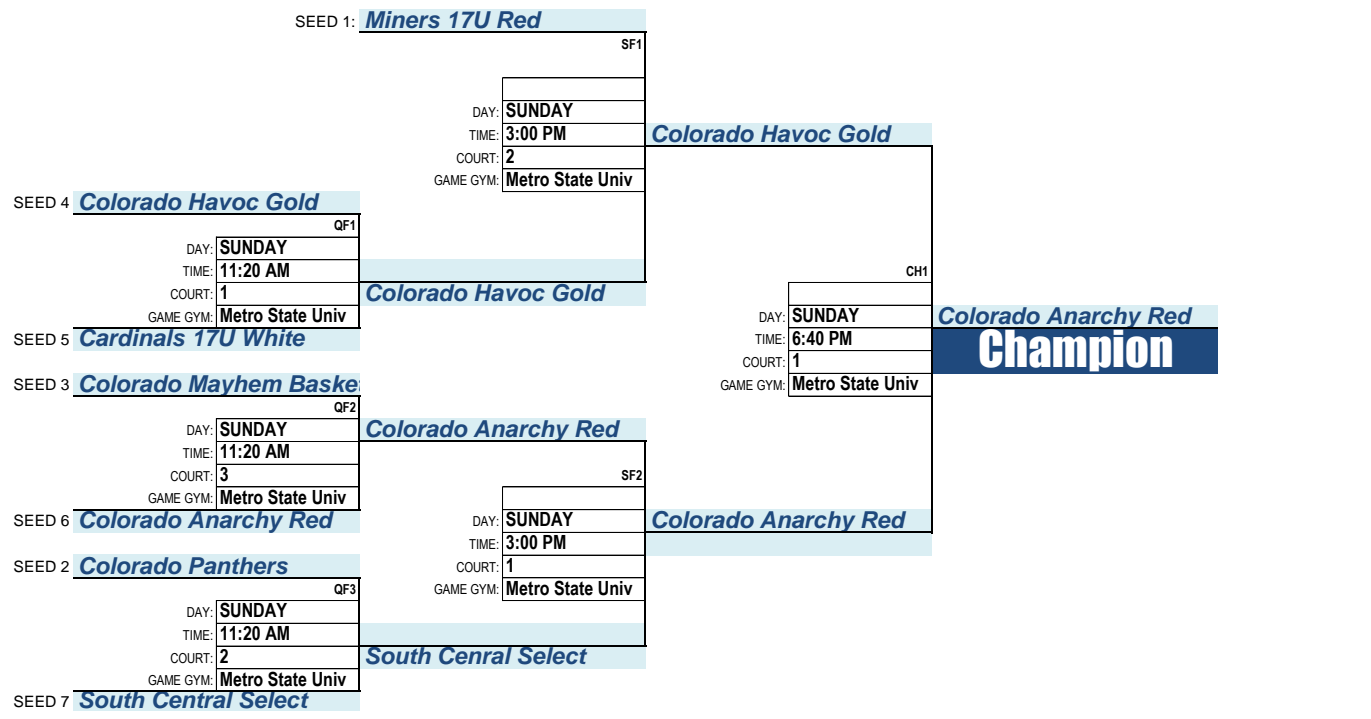 SEED 1: Miners 17U Red
SF1
DAY: SUNDAY
TIME: 3:00 PM
COURT: 2
GAME GYM: Metro State Univ
Colorado Havoc Gold
SEED 4 Colorado Havoc Gold
QF1
DAY: SUNDAY
TIME: 11:20 AM
COURT: 1
GAME GYM: Metro State Univ
SEED 5 Cardinals 17U White
Colorado Havoc Gold
CH1
DAY: SUNDAY
TIME: 6:40 PM
COURT: 1
GAME GYM: Metro State Univ
Colorado Anarchy Red
Champion
SEED 3 Colorado Mayhem Basket
QF2
DAY: SUNDAY
TIME: 11:20 AM
COURT: 3
GAME GYM: Metro State Univ
SEED 6 Colorado Anarchy Red
Colorado Anarchy Red
SF2
DAY: SUNDAY
TIME: 3:00 PM
COURT: 1
GAME GYM: Metro State Univ
Colorado Anarchy Red
SEED 2 Colorado Panthers
QF3
DAY: SUNDAY
TIME: 11:20 AM
COURT: 2
GAME GYM: Metro State Univ
SEED 7 South Central Select
South Cenral Select